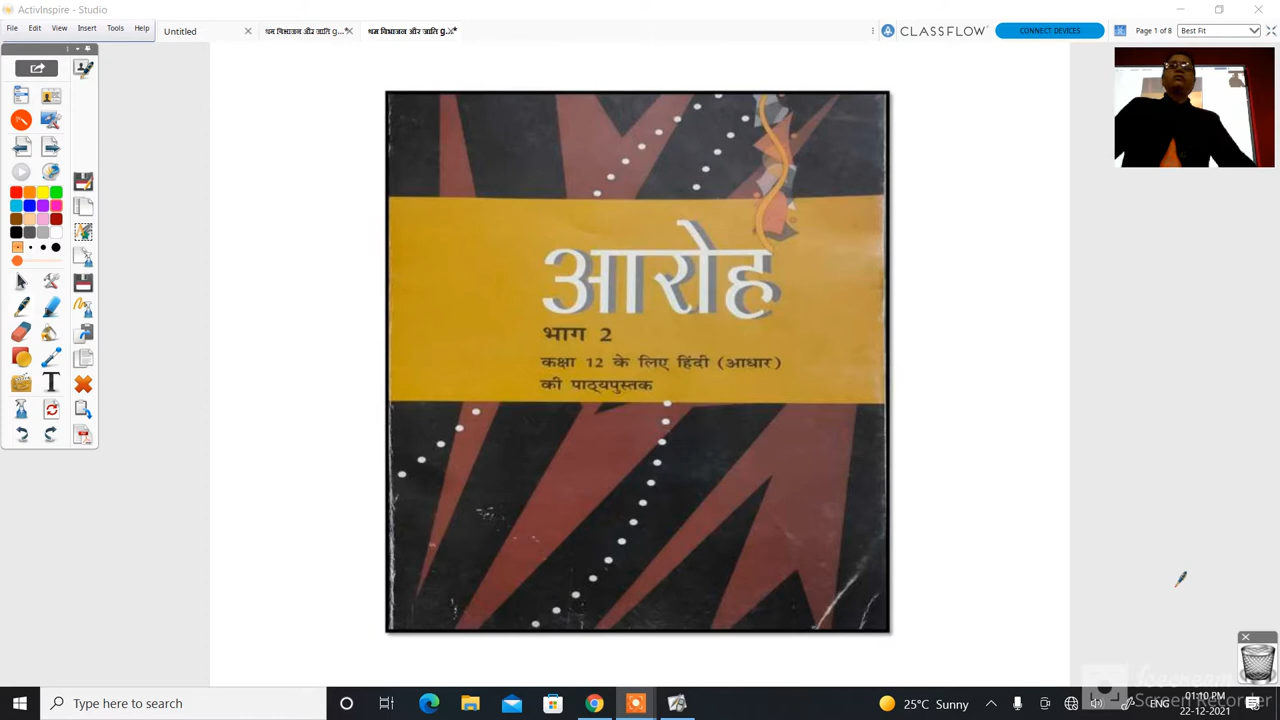 ActivInspire - Studio
File Edit View Insert Tools Help
Untitled
श्रम विभाजन और जाति g...*
श्रम विभाजन और जाति g...*
CLASSFLOW
CONNECT DEVICES
Page 1 of 8
Best Fit
आरोह
भाग 2
कक्षा 12 के लिए हिंदी (आधार)
की पाठ्यपुस्तक
Icecream
Screen Recorder
Type here to search
25°C Sunny
ENG
01:10 PM
22-12-2021